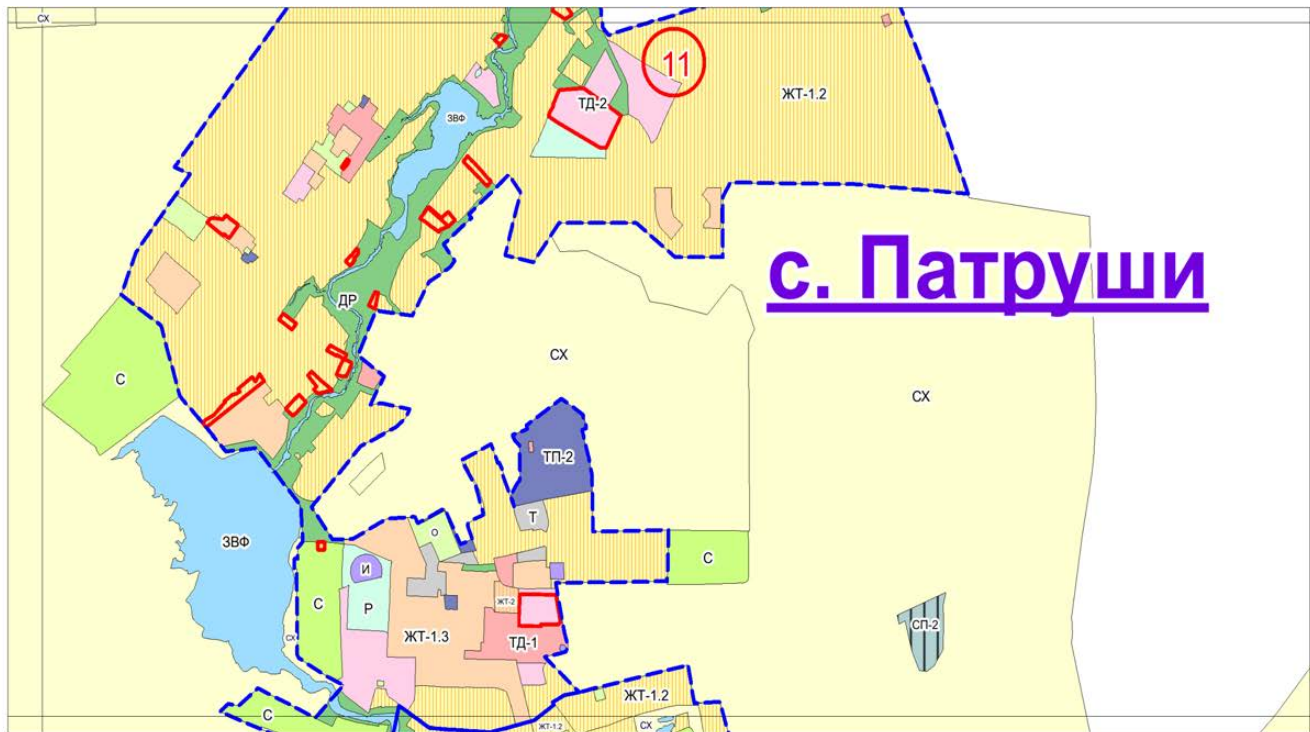 СХ
11
ЖТ-1.2
ТД-2
ЗВФ
с. Патруши
ДР
СХ
С
СХ
ТП-2
Т
О
ЗВФ
С
И
С
Р
ЖТ-2
СП-2
СХ
ЖТ-1.3
ТД-1
ЖТ-1.2
С
ЖТ-1.2
СХ